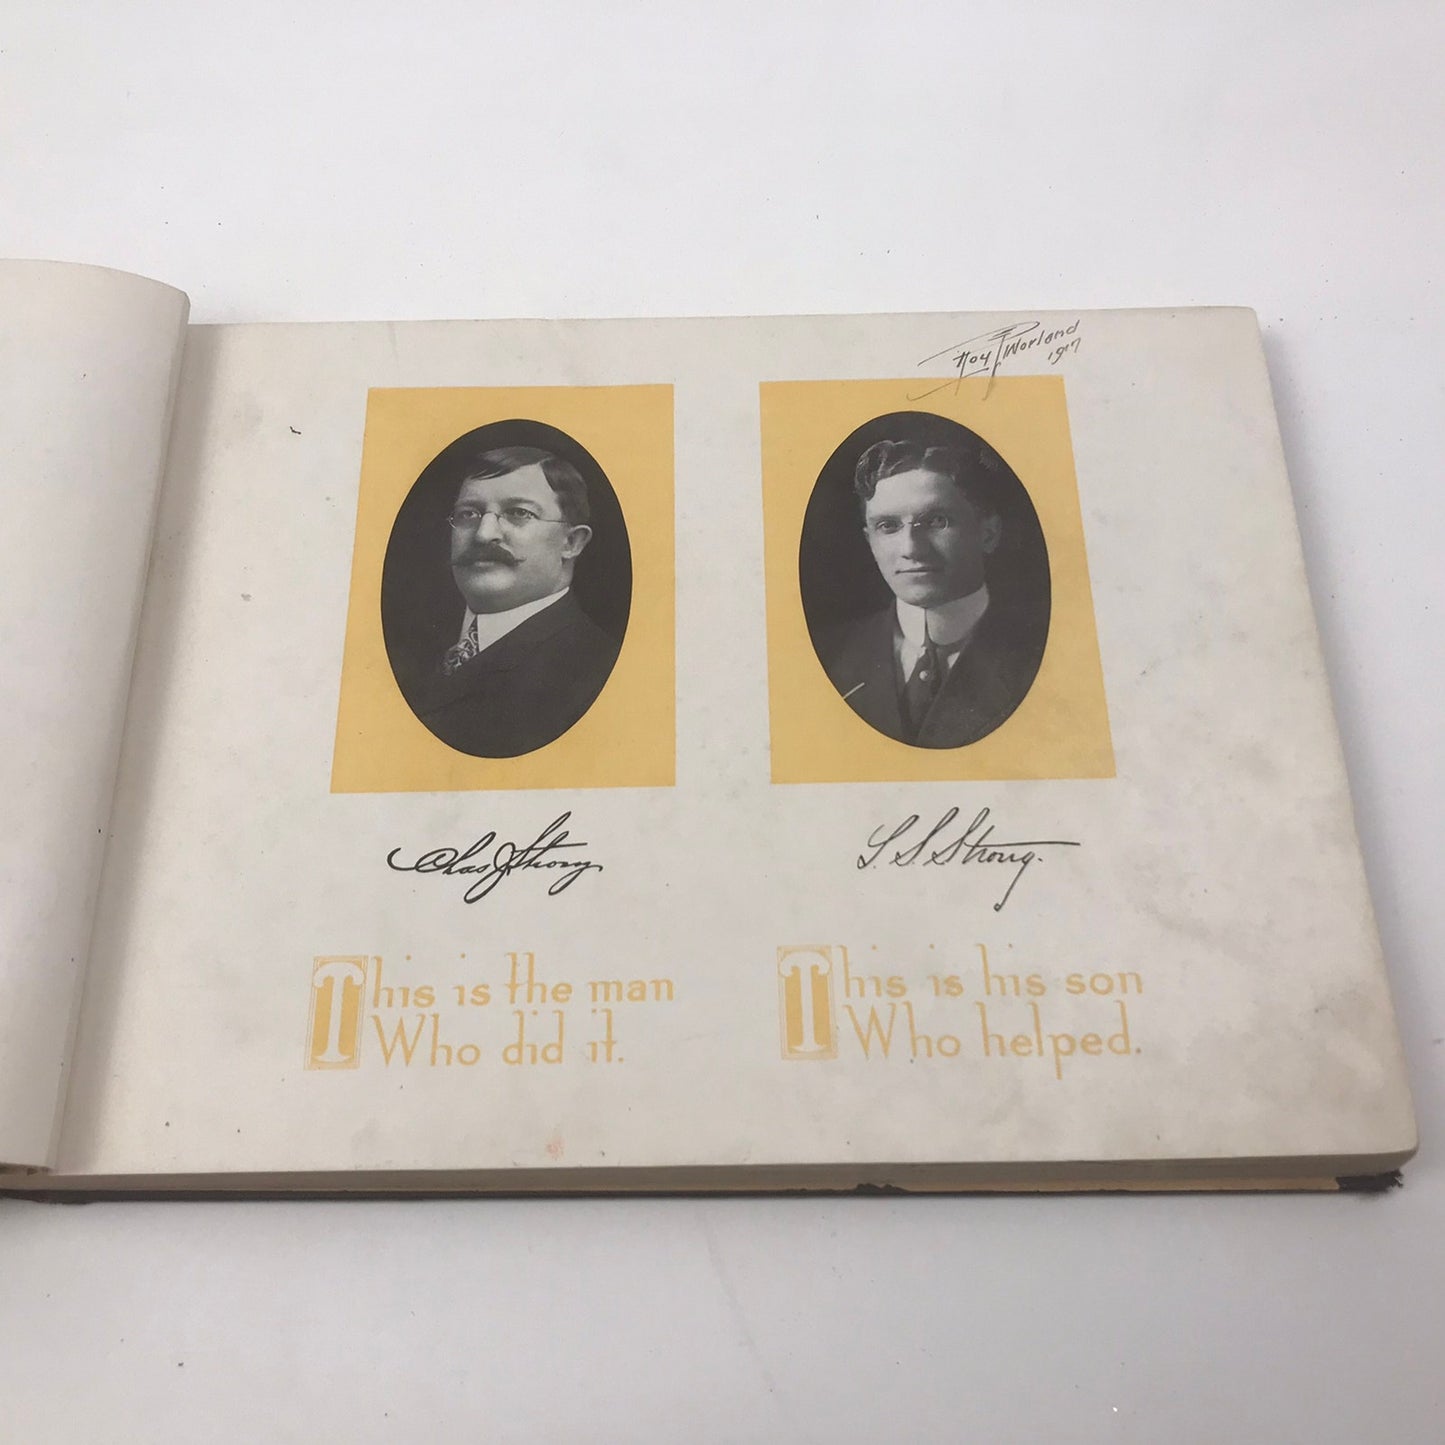 Roy P Worland
1917
Chas J Strong
L. S. Strong.
This is the man
Who did it.
This is his son
Who helped.